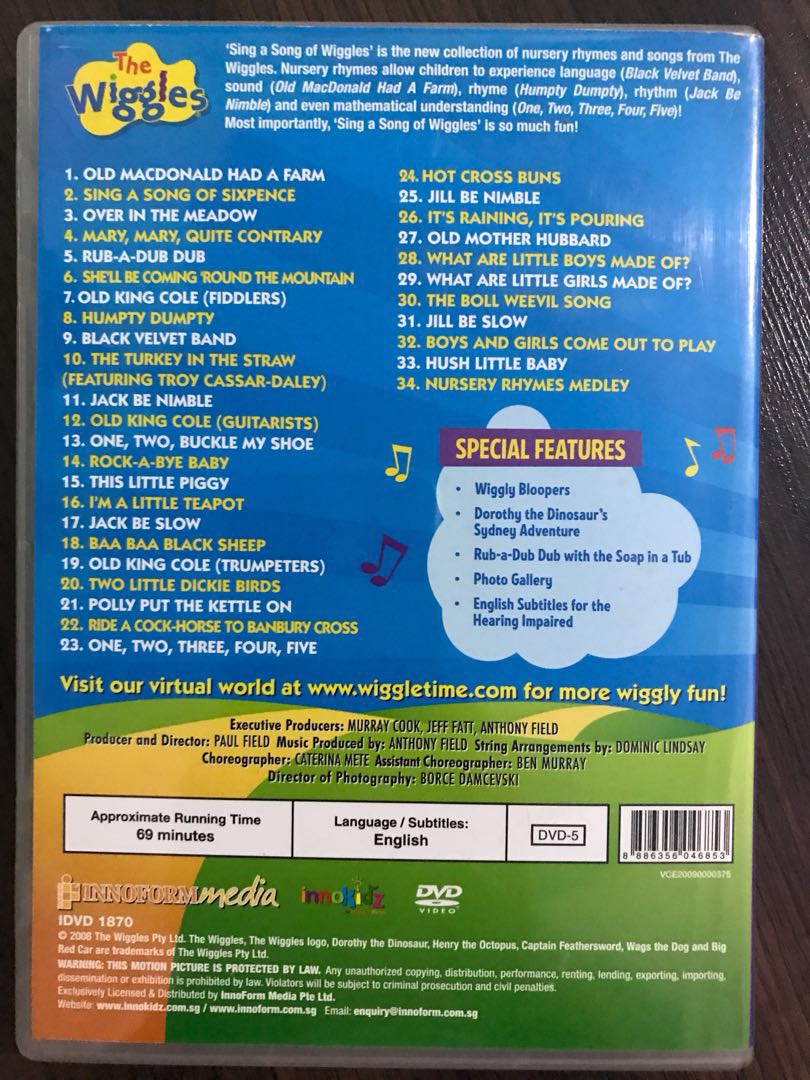 The
Wiggles
'Sing a Song of Wiggles' is the new collection of nursery rhymes and songs from The
Wiggles. Nursery rhymes allow children to experience language (Black Velvet Band),
sound (Old MacDonald Had A Farm), rhyme (Humpty Dumpty), rhythm (Jack Be
Nimble) and even mathematical understanding (One, Two, Three, Four, Five)!
Most importantly, 'Sing a Song of Wiggles' is so much fun!
1. OLD MACDONALD HAD A FARM
2. SING A SONG OF SIXPENCE
3. OVER IN THE MEADOW
4. MARY, MARY, QUITE CONTRARY
5. RUB-A-DUB DUB
6. SHE'LL BE COMING 'ROUND THE MOUNTAIN
7. OLD KING COLE (FIDDLERS)
8. HUMPTY DUMPTY
9. BLACK VELVET BAND
10. THE TURKEY IN THE STRAW
(FEATURING TROY CASSAR-DALEY)
11. JACK BE NIMBLE
12. OLD KING COLE (GUITARISTS)
13. ONE, TWO, BUCKLE MY SHOE
14. ROCK-A-BYE BABY
15. THIS LITTLE PIGGY
16. I'M A LITTLE TEAPOT
17. JACK BE SLOW
18. BAA BAA BLACK SHEEP
19. OLD KING COLE (TRUMPETERS)
20. TWO LITTLE DICKIE BIRDS
21. POLLY PUT THE KETTLE ON
22. RIDE A COCK-HORSE TO BANBURY CROSS
23. ONE, TWO, THREE, FOUR, FIVE
24. HOT CROSS BUNS
25. JILL BE NIMBLE
26. IT'S RAINING, IT'S POURING
27. OLD MOTHER HUBBARD
28. WHAT ARE LITTLE BOYS MADE OF?
29. WHAT ARE LITTLE GIRLS MADE OF?
30. THE BOLL WEEVIL SONG
31. JILL BE SLOW
32. BOYS AND GIRLS COME OUT TO PLAY
33. HUSH LITTLE BABY
34. NURSERY RHYMES MEDLEY
SPECIAL FEATURES
• Wiggly Bloopers
• Dorothy the Dinosaur's
Sydney Adventure
• Rub-a-Dub Dub with the Soap in a Tub
• Photo Gallery
• English Subtitles for the
Hearing Impaired
Visit our virtual world at www.wiggletime.com for more wiggly fun!
Executive Producers: MURRAY COOK, JEFF FATT, ANTHONY FIELD
Producer and Director: PAUL FIELD Music Produced by: ANTHONY FIELD String Arrangements by: DOMINIC LINDSAY
Choreographer: CATERINA METE Assistant Choreographer: BEN MURRAY
Director of Photography: BORCE DAMCEVSKI
Approximate Running Time
69 minutes
Language / Subtitles:
English
DVD-5
8 886356 046853
VCE20090000375
INNOFORM media
innokidz
DVD
VIDEO
IDVD 1870
© 2008 The Wiggles Pty Ltd. The Wiggles, The Wiggles logo, Dorothy the Dinosaur, Henry the Octopus, Captain Feathersword, Wags the Dog and Big
Red Car are trademarks of The Wiggles Pty Ltd.
WARNING: THIS MOTION PICTURE IS PROTECTED BY LAW. Any unauthorized copying, distribution, performance, renting, lending, exporting, importing,
dissemination or exhibition is prohibited by law. Violators will be subject to criminal prosecution and civil penalties.
Exclusively Licensed & Distributed by InnoForm Media Pte Ltd.
Website: www.innokidz.com.sg / www.innoform.com.sg Email: enquiry@innoform.com.sg